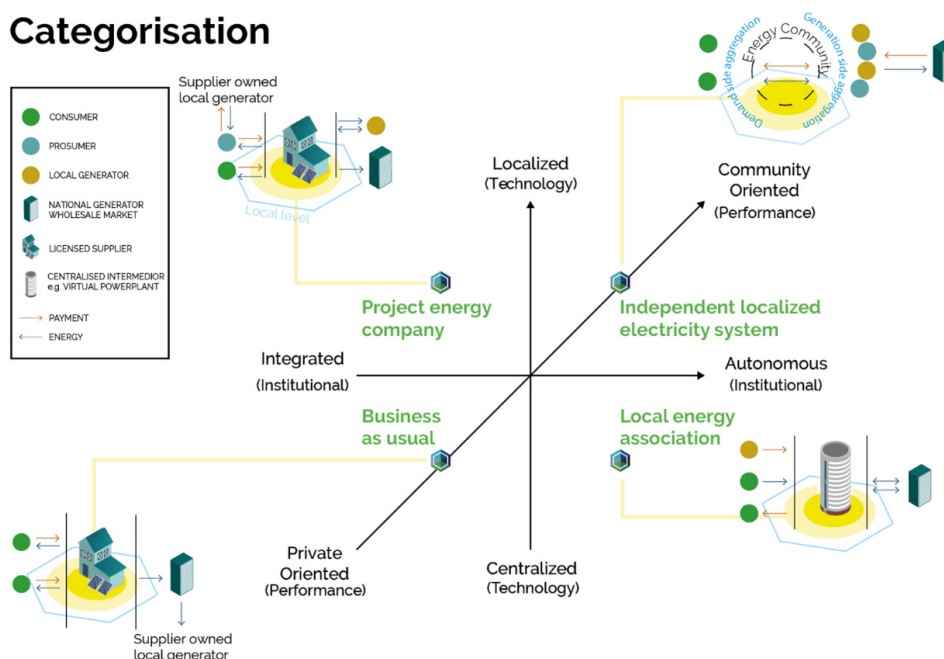 Categorisation
CONSUMER
PROSUMER
LOCAL GENERATOR
NATIONAL GENERATOR
WHOLESALE MARKET
LICENSED SUPPLIER
CENTRALISED INTERMEDIOR
e.g. VIRTUAL POWERPLANT
PAYMENT
ENERGY
Supplier owned
local generator
Local level
Demand side aggregation
Energy Community
Generation side aggregation
Localized
(Technology)
Community
Oriented
(Performance)
Project energy
company
Independent localized
electricity system
Integrated
(Institutional)
Autonomous
(Institutional)
Business
as usual
Local energy
association
Private
Oriented
(Performance)
Centralized
(Technology)
Supplier owned
local generator